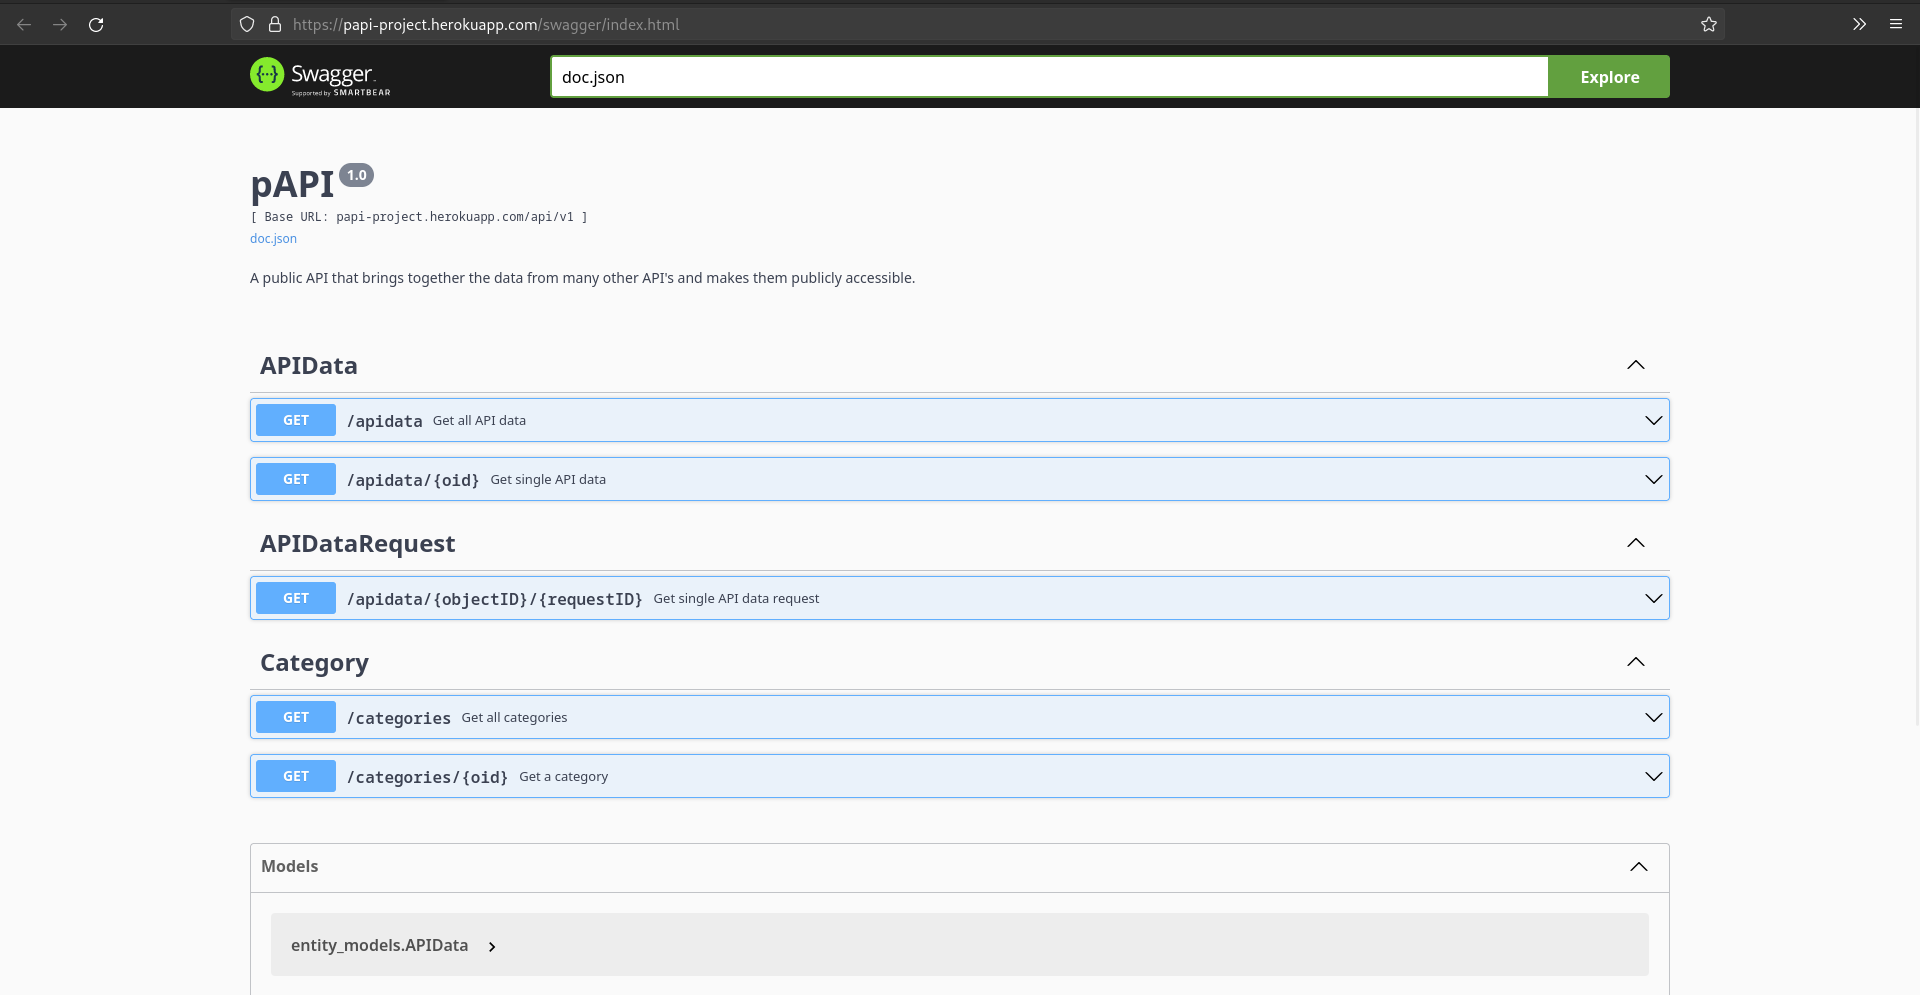 https://papi-project.herokuapp.com/swagger/index.html
{···} Swagger.
Supported by SMARTBEAR
doc.json
Explore
pAPI 1.0
[ Base URL: papi-project.herokuapp.com/api/v1 ]
doc.json
A public API that brings together the data from many other API's and makes them publicly accessible.
APIData
GET /apidata Get all API data
GET /apidata/{oid} Get single API data
APIDataRequest
GET /apidata/{objectID}/{requestID} Get single API data request
Category
GET /categories Get all categories
GET /categories/{oid} Get a category
Models
entity_models.APIData